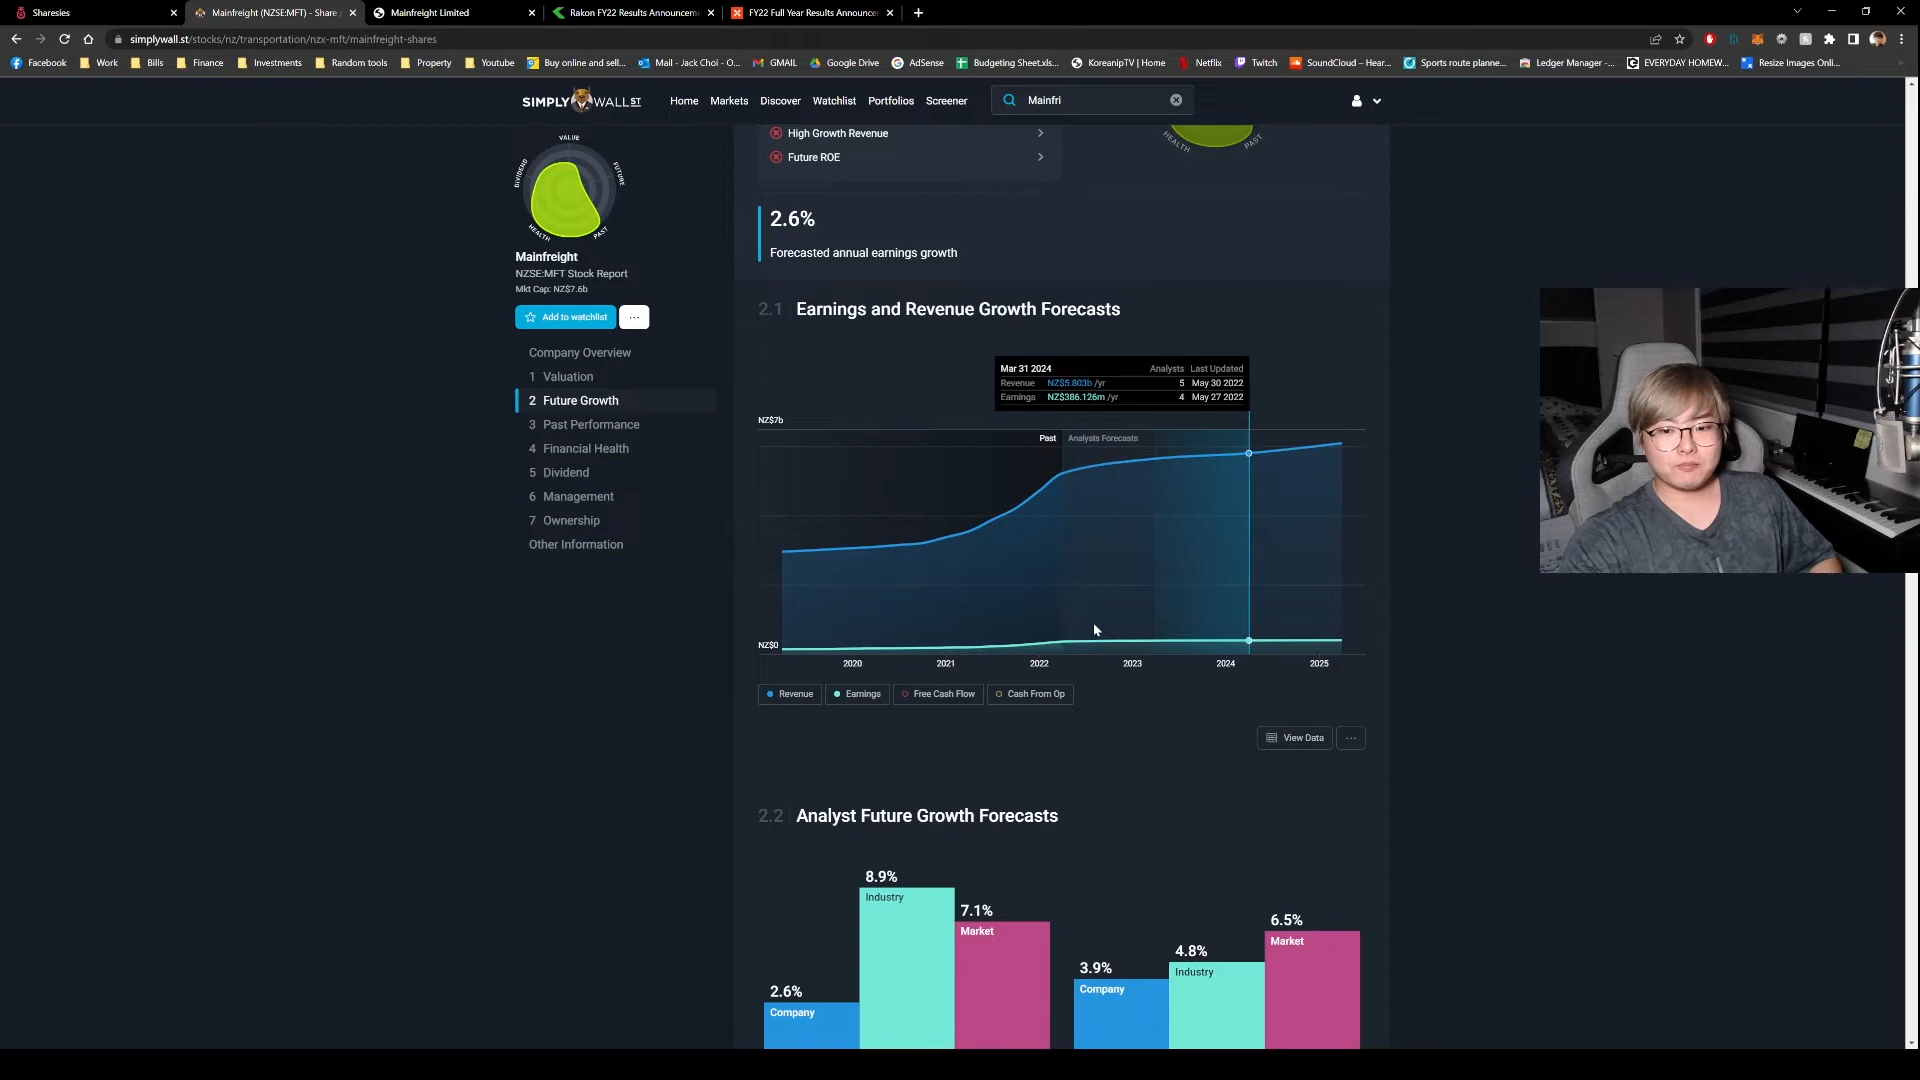 Sharesies
Mainfreight (NZSE:MFT) - Share p
Mainfreight Limited
Rakon FY22 Results Announcem
FY22 Full Year Results Announcer
simplywall.st/stocks/nz/transportation/nzx-mft/mainfreight-shares
Facebook
Work
Bills
Finance
Investments
Random tools
Property
Youtube
Buy online and sell...
Mail - Jack Choi - O...
GMAIL
Google Drive
AdSense
Budgeting Sheet.xls...
KoreanipTV | Home
Netflix
Twitch
SoundCloud – Hear...
Sports route planne...
Ledger Manager -...
EVERYDAY HOMEW...
Resize Images Onli...
SIMPLY WALL ST
Home
Markets
Discover
Watchlist
Portfolios
Screener
Mainfri
VALUE
FUTURE
PAST
HEALTH
DIVIDEND
Mainfreight
NZSE:MFT Stock Report
Mkt Cap: NZ$7.6b
Add to watchlist
...
Company Overview
1 Valuation
2 Future Growth
3 Past Performance
4 Financial Health
5 Dividend
6 Management
7 Ownership
Other Information
High Growth Revenue
Future ROE
HEALTH
PAST
2.6%
Forecasted annual earnings growth
2.1 Earnings and Revenue Growth Forecasts
Mar 31 2024 Analysts Last Updated
Revenue NZ$5.803b /yr 5 May 30 2022
Earnings NZ$386.126m /yr 4 May 27 2022
NZ$7b
Past
Analysts Forecasts
NZ$0
2020 2021 2022 2023 2024 2025
Revenue
Earnings
Free Cash Flow
Cash From Op
View Data
...
2.2 Analyst Future Growth Forecasts
2.6%
Company
8.9%
Industry
7.1%
Market
3.9%
Company
4.8%
Industry
6.5%
Market